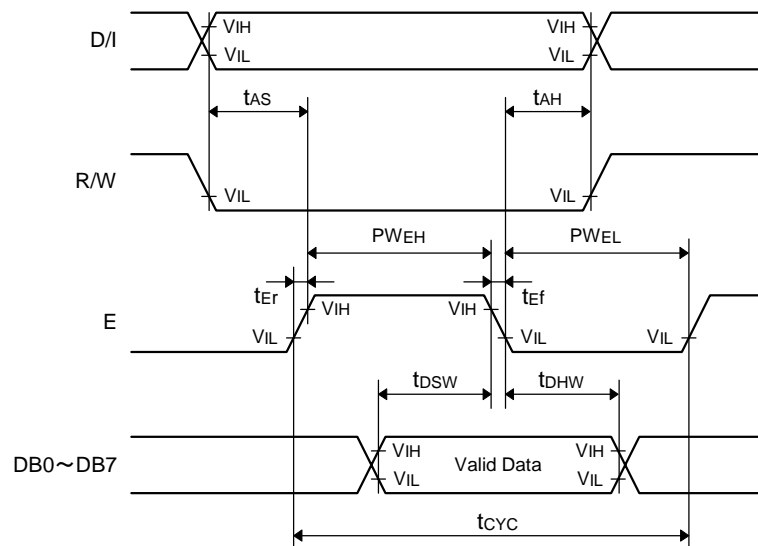 D/I
VIH
VIL
VIH
VIL
tAS
tAH
R/W
VIL
VIL
PWEH
PWEL
tEr
tEf
E
VIH
VIH
VIL
VIL
VIL
tDSW
tDHW
DB0～DB7
VIH
VIL
Valid Data
VIH
VIL
tCYC